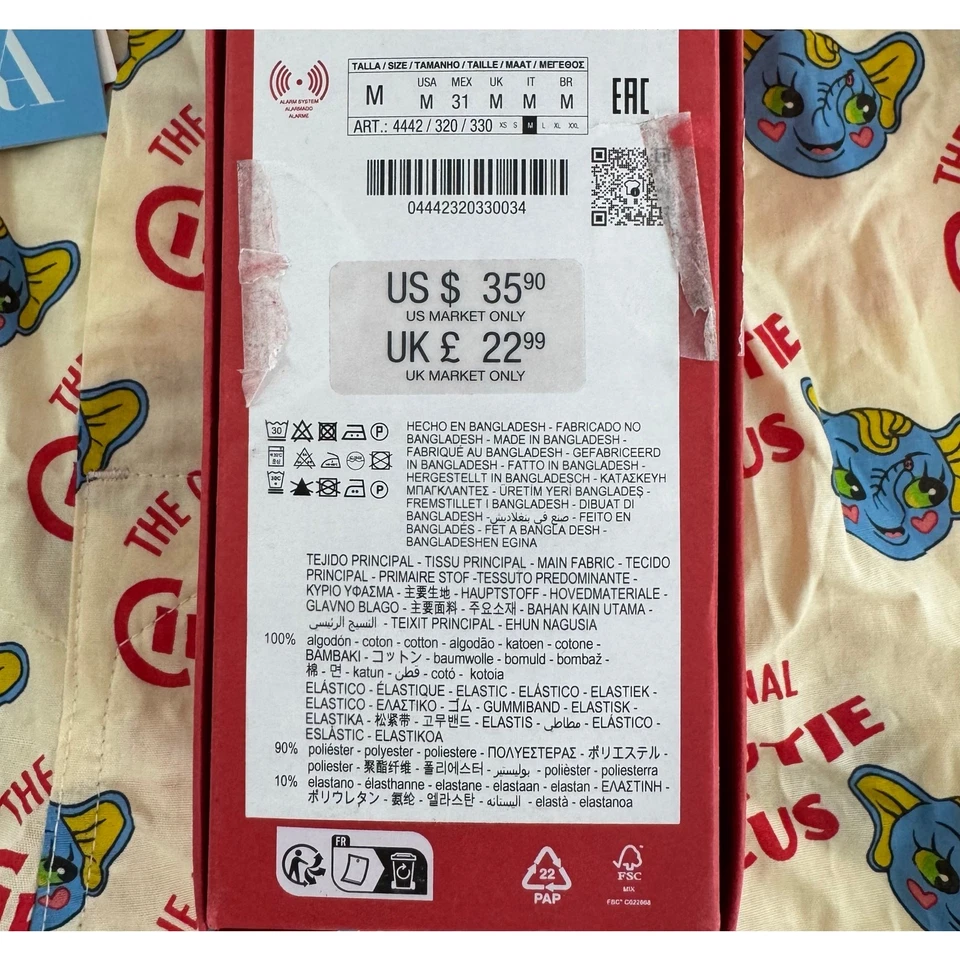 A
THE
TALLA / SIZE / TAMANHO / TAILLE / MAAT / ΜΕΓΕΘΟΣ
USA MEX UK IT BR
M M 31 M M M
ART.: 4442 / 320 / 330 XS S M L XL XXL
ALARM SYSTEM
ALARMADO
ALARME
EAC
04442320330034
US $ 35 90
US MARKET ONLY
UK £ 22 99
UK MARKET ONLY
30
P
30C
P
HECHO EN BANGLADESH - FABRICADO NO
BANGLADESH - MADE IN BANGLADESH -
FABRIQUÉ AU BANGLADESH - GEFABRICEERD
IN BANGLADESH - FATTO IN BANGLADESH -
HERGESTELLT IN BANGLADESCH - ΚΑΤΑΣΚΕΥΗ
ΜΠΑΓΚΛΑΝΤΕΣ - ÜRETİM YERİ BANGLADEŞ -
FREMSTILLET I BANGLADESH - DIBUAT DI
BANGLADESH - صنع في بنغلاديش - FEITO EN
BANGLADÉS - FET A BANGLA DESH -
BANGLADESHEN EGINA
TEJIDO PRINCIPAL - TISSU PRINCIPAL - MAIN FABRIC - TECIDO
PRINCIPAL - PRIMAIRE STOF -TESSUTO PREDOMINANTE -
ΚΥΡΙΟ ΥΦΑΣΜΑ - 主要生地 - HAUPTSTOFF - HOVEDMATERIALE -
GLAVNO BLAGO - 主要面料 - 주요소재 - BAHAN KAIN UTAMA -
النسيج الرئيسي - TEIXIT PRINCIPAL - EHUN NAGUSIA
100% algodón - coton - cotton - algodão - katoen - cotone -
BAMBAKI - コットン - baumwolle - bomuld - bombaž -
棉 - 면 - katun - قطن - cotó - kotoia
ELÁSTICO - ÉLASTIQUE - ELASTIC - ELÁSTICO - ELASTIEK -
ELASTICO - ΕΛΑΣΤΙΚΟ - ゴム - GUMMIBAND - ELASTISK -
ELASTIKA - 松紧带 - 고무밴드 - ELASTIS - مطاطي - ELÁSTICO -
ESLÀSTIC - ELASTIKOA
90% poliéster - polyester - poliestere - ΠΟΛΥΕΣΤΕΡΑΣ - ポリエステル -
poliester - 聚酯纤维 - 폴리에스터 - بوليستير - polièster - poliesterra
10% elastano - élasthanne - elastane - elastaan - elastan - ΕΛΑΣΤΙΝΗ -
ポリウレタン - 氨纶 - 엘라스탄 - اليستانه - elastà - elastanoa
FR
22
PAP
FSC
MIX
FSC® C022868
THE
THE